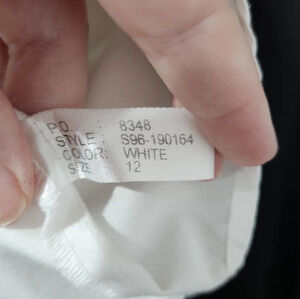 P.O. : 8348
STYLE : S96-190164
COLOR: WHITE
SIZE : 12